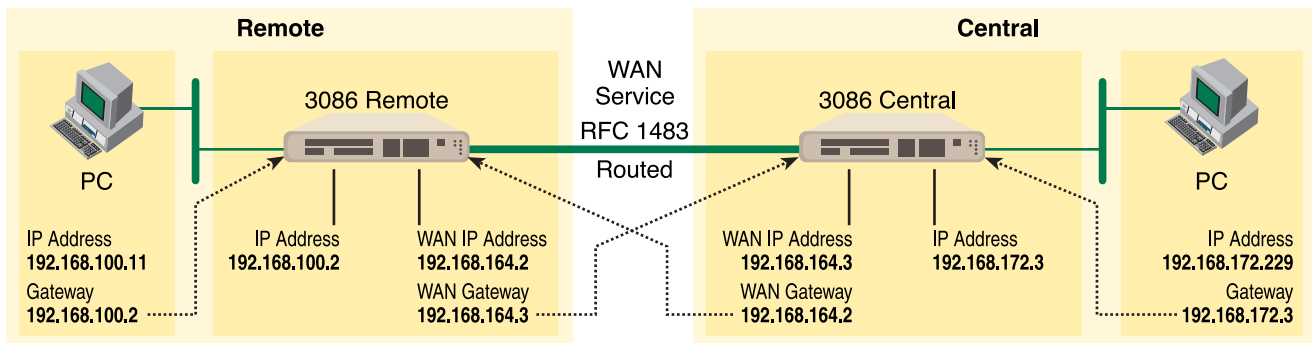 Remote
Central
WAN
Service
RFC 1483
Routed
3086 Remote
3086 Central
PC
PC
IP Address
192.168.100.11
Gateway
192.168.100.2
IP Address
192.168.100.2
WAN IP Address
192.168.164.2
WAN Gateway
192.168.164.3
WAN IP Address
192.168.164.3
WAN Gateway
192.168.164.2
IP Address
192.168.172.3
IP Address
192.168.172.229
Gateway
192.168.172.3